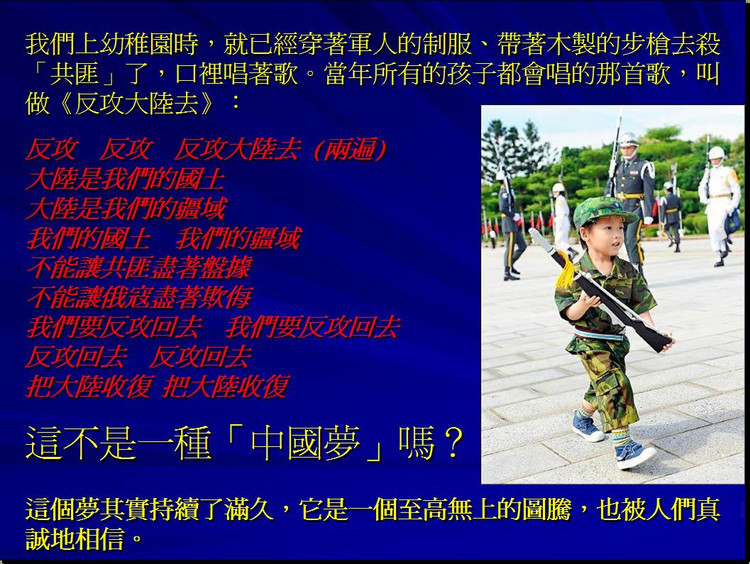 我們上幼稚園時，就已經穿著軍人的制服、帶著木製的步槍去殺
「共匪」了，口裡唱著歌。當年所有的孩子都會唱的那首歌，叫
做《反攻大陸去》：
反攻　反攻　反攻大陸去 (兩遍)
大陸是我們的國土
大陸是我們的疆域
我們的國土　我們的疆域
不能讓共匪盡著盤據
不能讓俄寇盡著欺侮
我們要反攻回去　我們要反攻回去
反攻回去　反攻回去
把大陸收復 把大陸收復
這不是一種「中國夢」嗎？
這個夢其實持續了滿久，它是一個至高無上的圖騰，也被人們真
誠地相信。